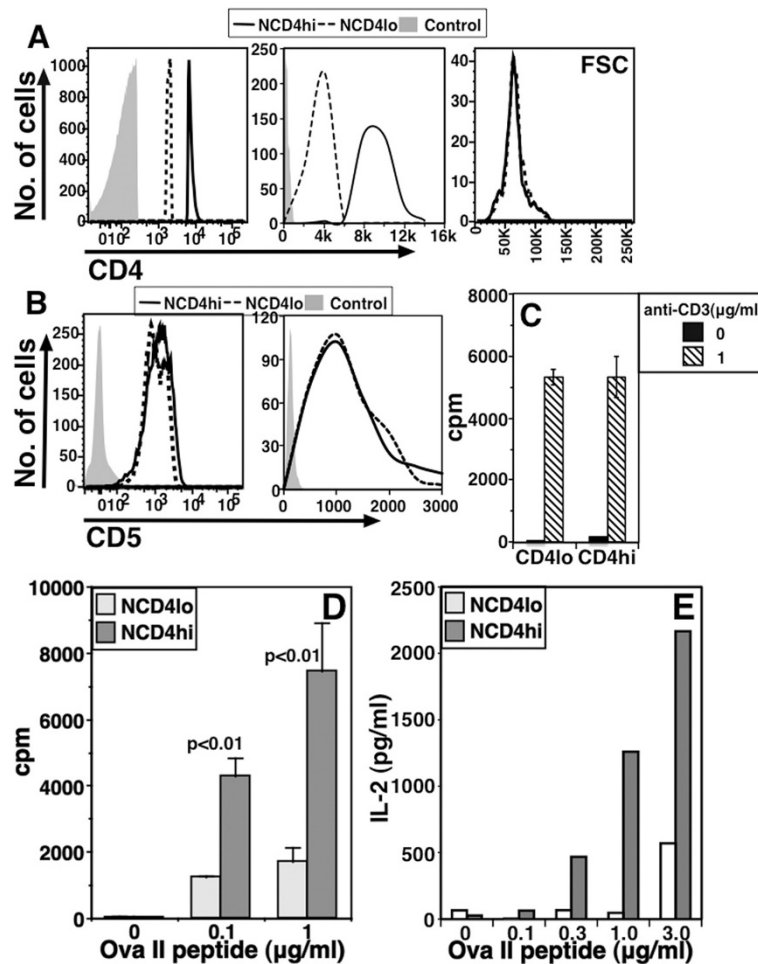 NCD4hi NCD4lo Control
A
No. of cells
1000
800
600
400
200
0
0 10² 10³ 10⁴ 10⁵
250
200
150
100
50
0
0 4k 8k 12k 16k
FSC
40
30
20
10
0
50K
100K
150K
200K
250K
CD4
NCD4hi NCD4lo Control
B
No. of cells
250
200
150
100
50
0
0 10² 10³ 10⁴ 10⁵
120
90
60
30
0
0 1000 2000 3000
CD5
C
cpm
8000
6000
4000
2000
0
CD4lo CD4hi
anti-CD3(µg/ml)
0
1
D
NCD4lo
NCD4hi
cpm
10000
8000
6000
4000
2000
0
p<0.01
p<0.01
0 0.1 1
Ova II peptide (µg/ml)
E
NCD4lo
NCD4hi
IL-2 (pg/ml)
2500
2000
1500
1000
500
0
0 0.1 0.3 1.0 3.0
Ova II peptide (µg/ml)